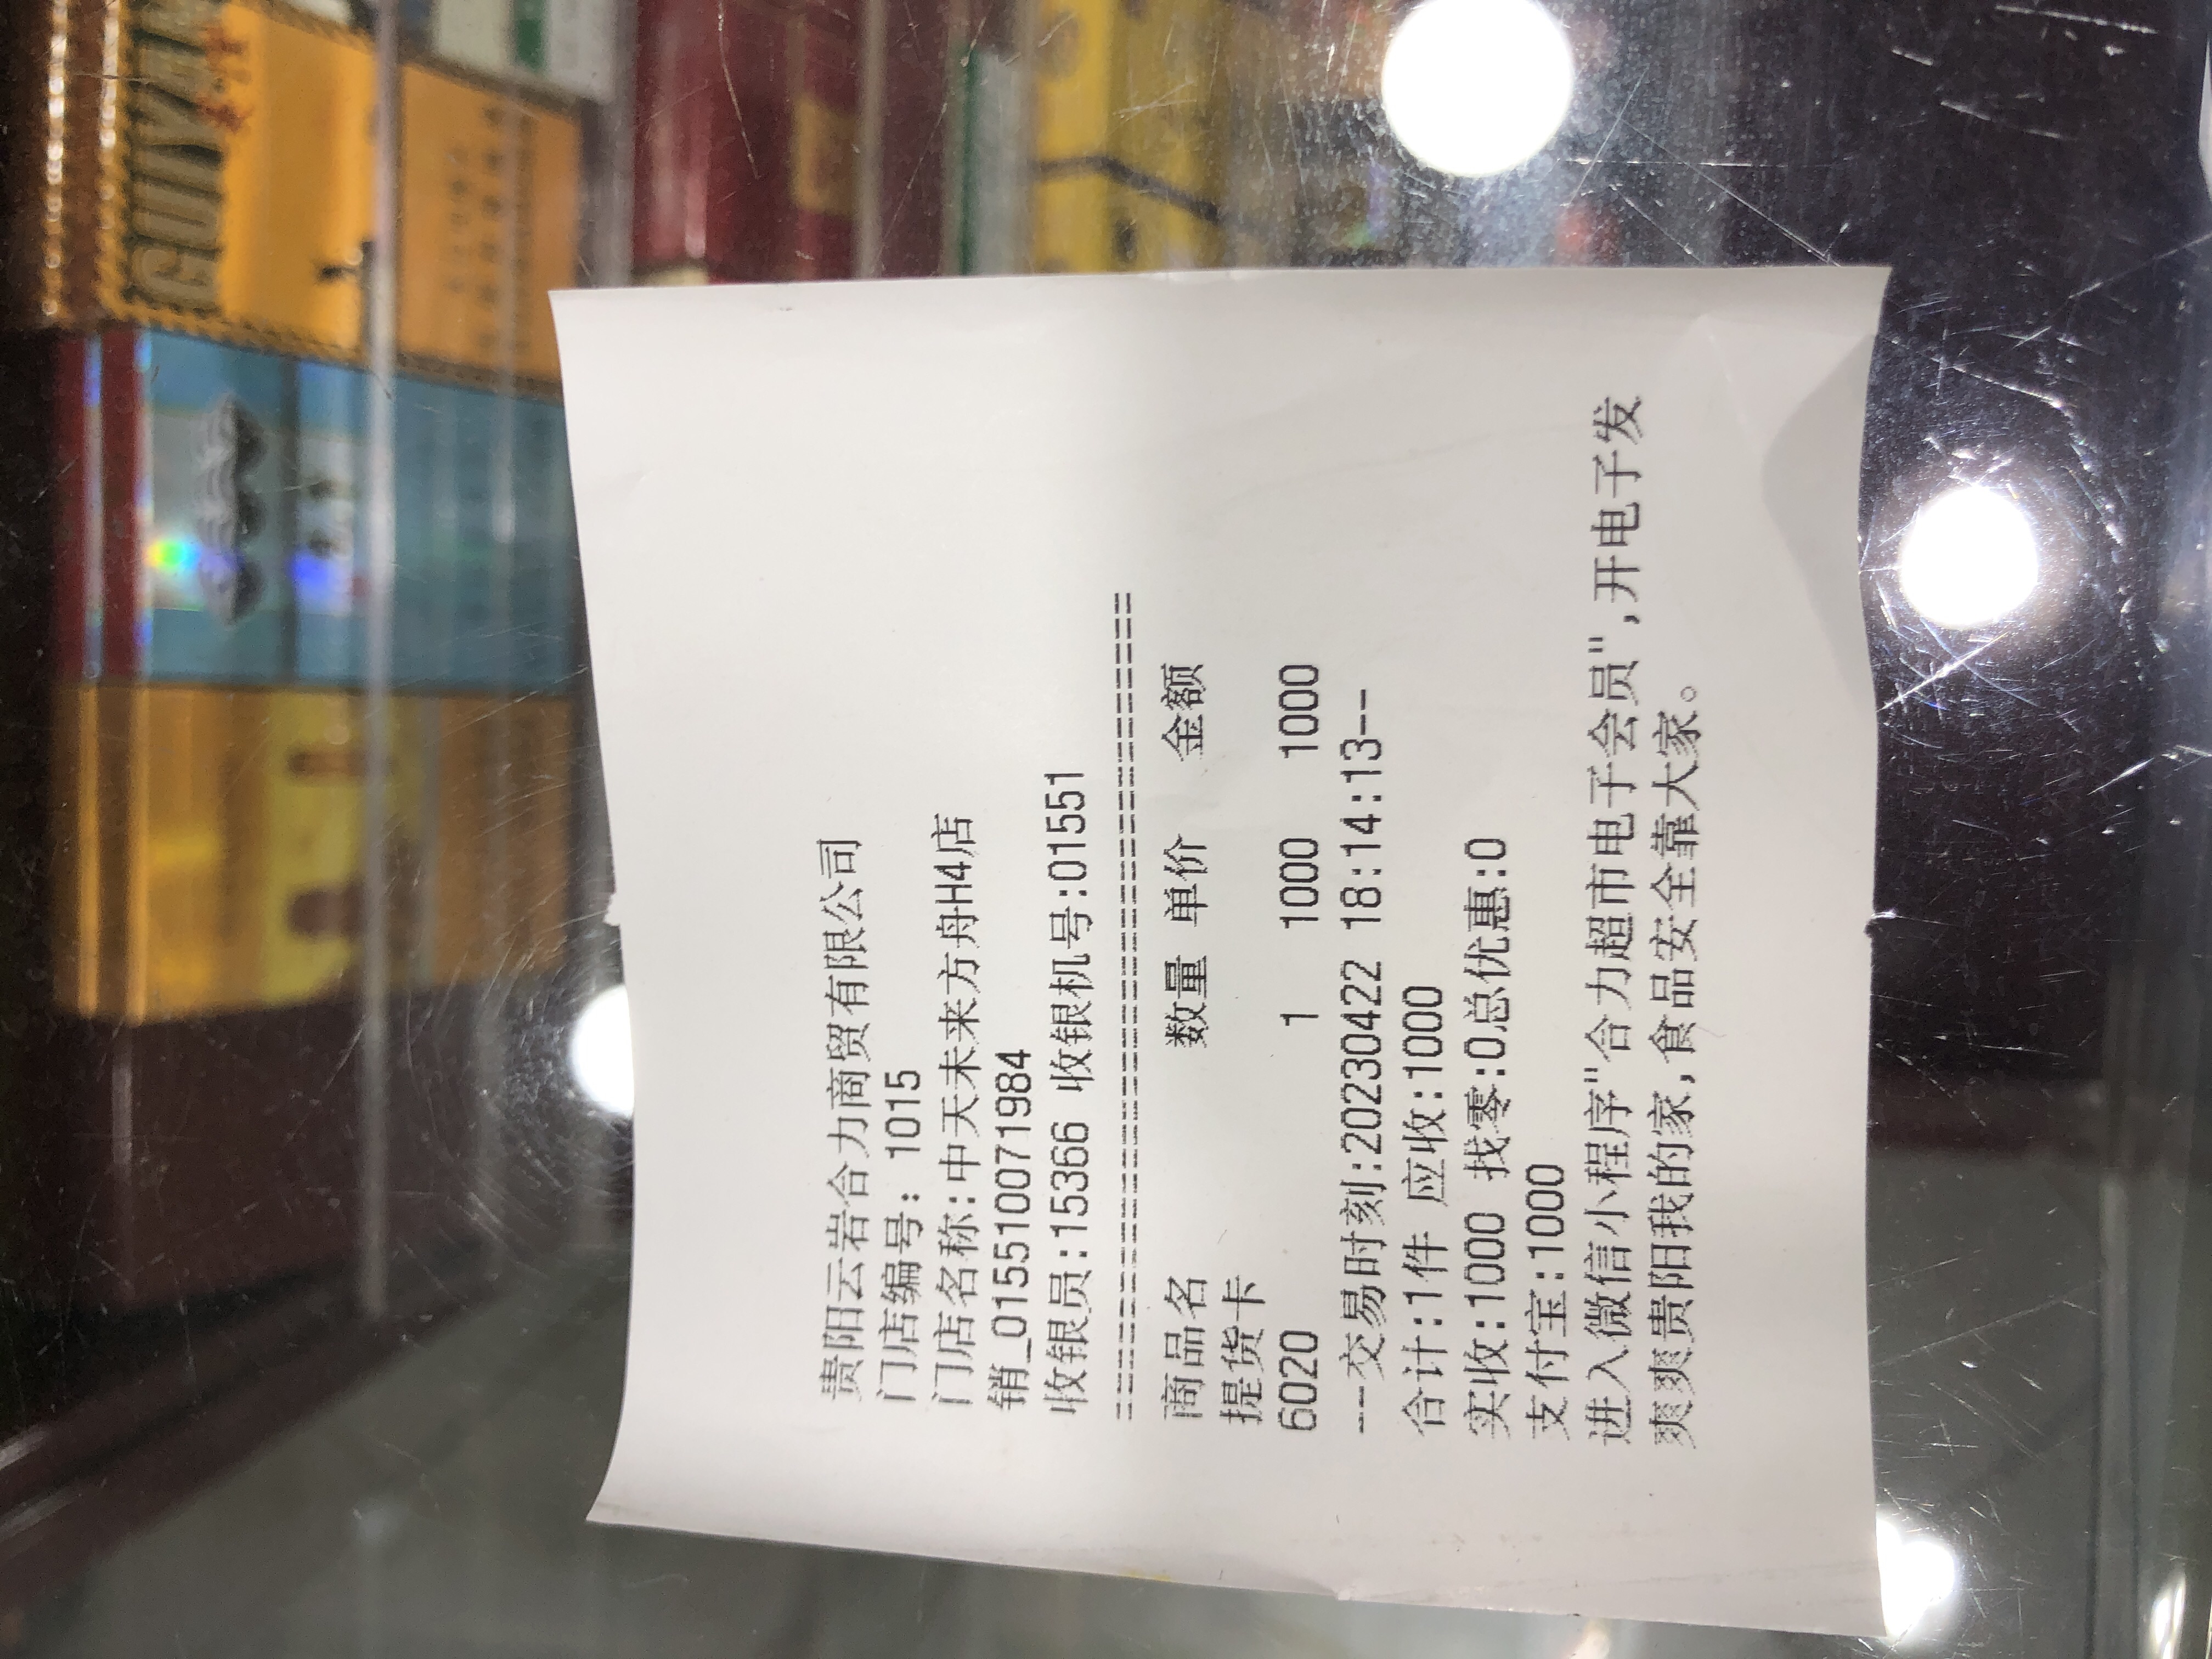 贵阳云岩合力商贸有限公司
门店编号: 1015
门店名称:中天未来方舟H4店
销_0155100719​84
收银员:15366 收银机号:01551
==========================================
商品名 数量 单价 金额
提货卡
6020 1 1000 1000
--交易时刻:20230422 18:14:13--
合计:1件 应收:1000
实收:1000 找零:0总优惠:0
支付宝:1000
进入微信小程序"合力超市电子会员",开电子发
爽爽贵阳我的家,食品安全靠大家。
GUIY